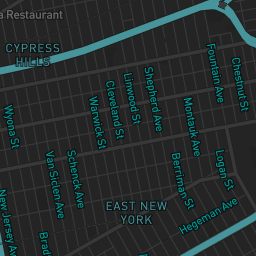 a Restaurant
CYPRESS
HILLS
Fountain Ave
Chestnut St
Shepherd Ave
Linwood St
Cleveland St
Warwick St
Montauk Ave
Wyona St
Van Siclen Ave
Schenck Ave
Berriman St
Logan St
EAST NEW
YORK
Hegeman Ave
New Jersey Ave
Brad